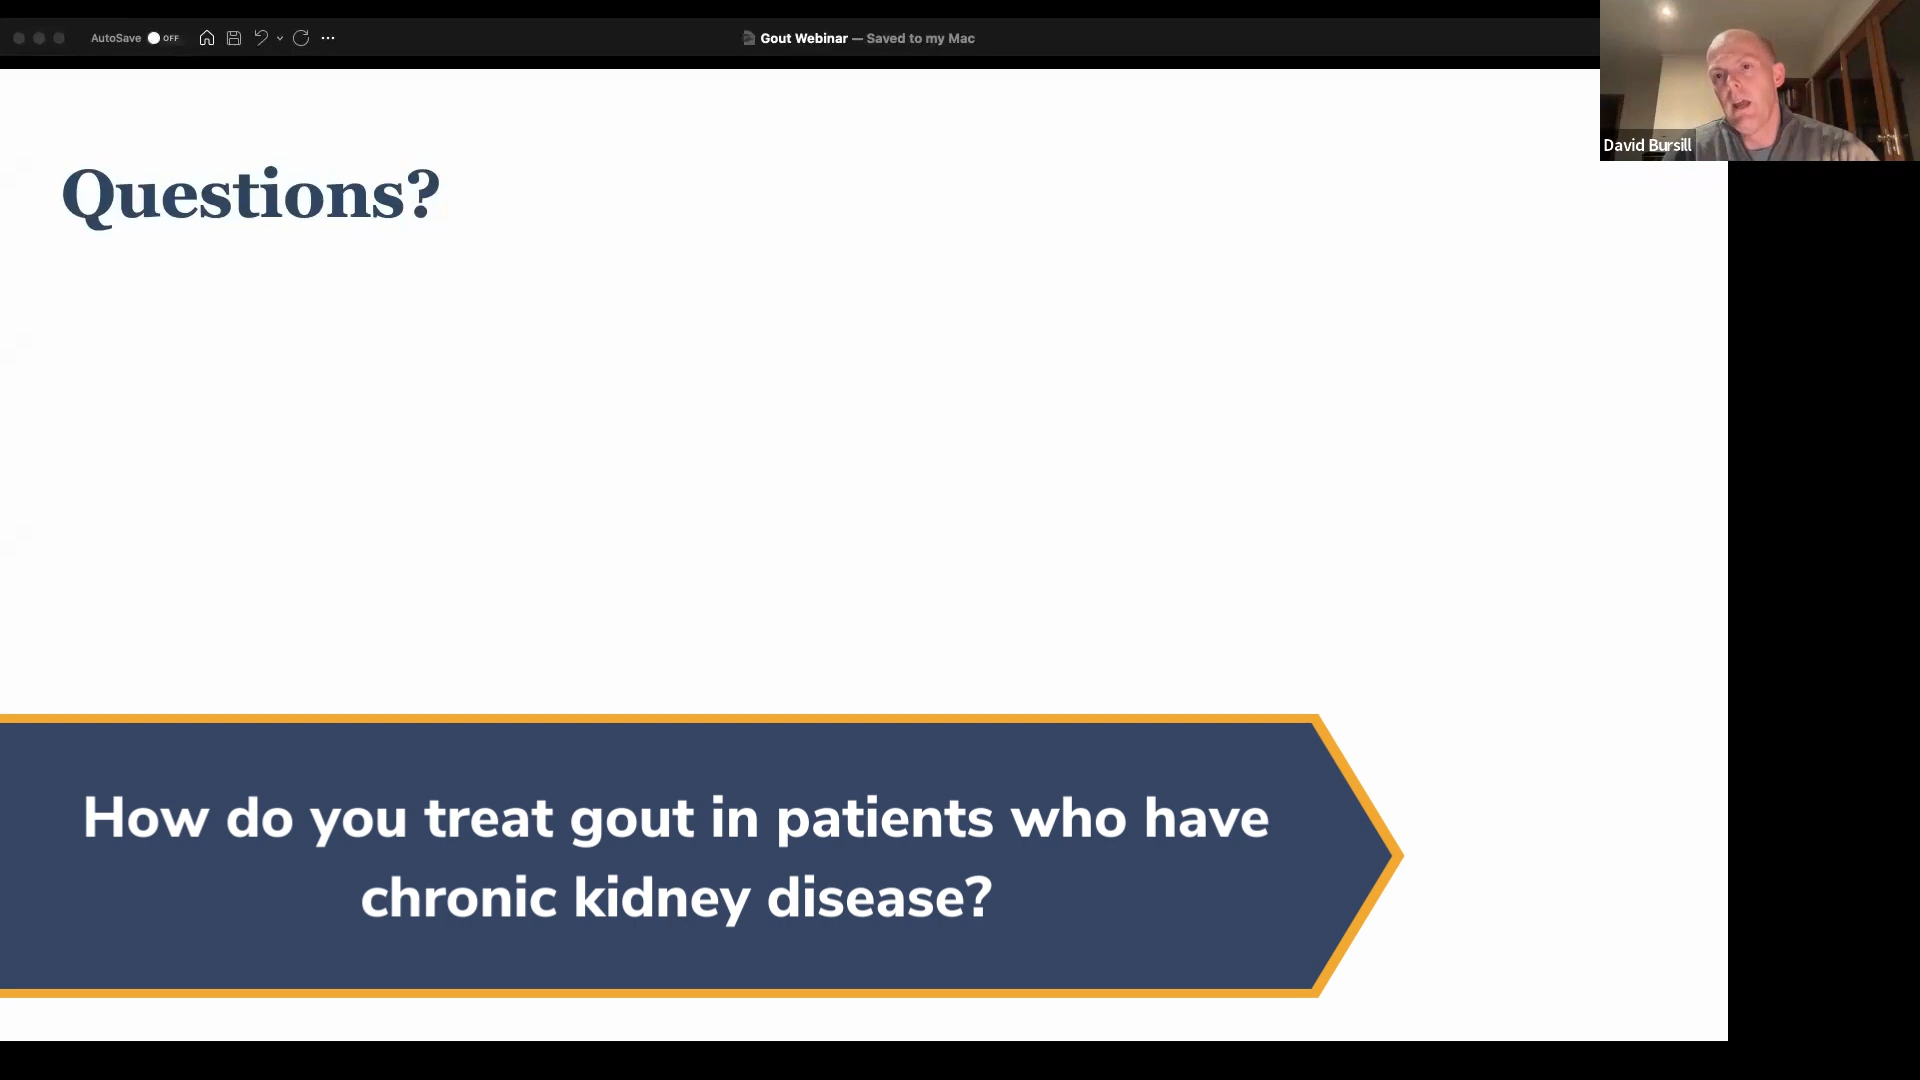 AutoSave OFF
Gout Webinar — Saved to my Mac
David Bursill
Questions?
How do you treat gout in patients who have
chronic kidney disease?